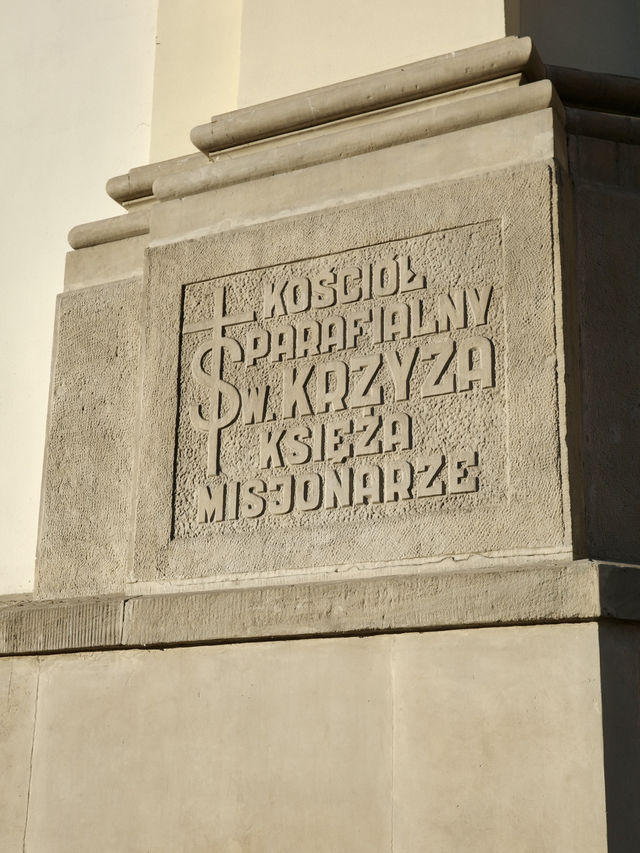 KOŚCIÓŁ
PARAFIALNY
ŚW. KRZYŻA
KSIĘŻA
MISJONARZE